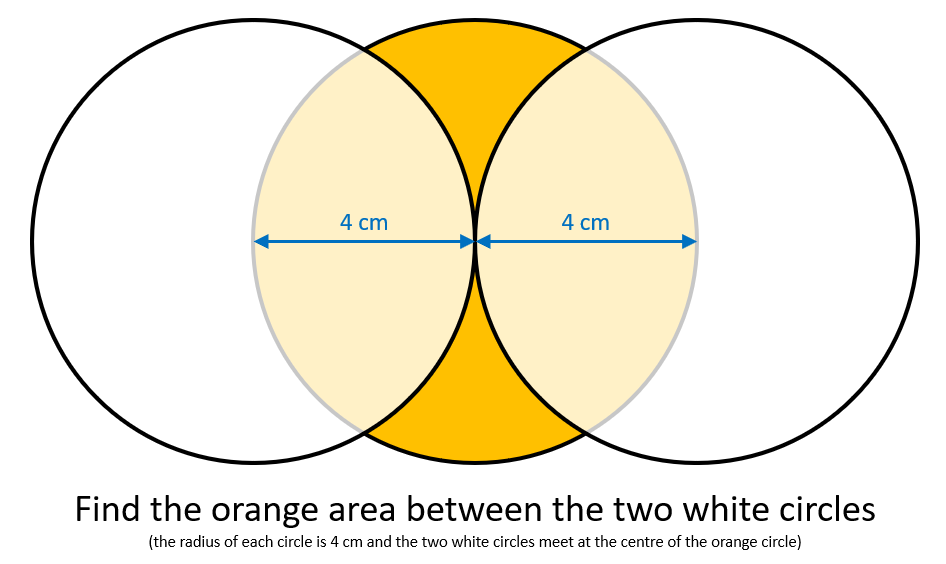 4 cm 4 cm
Find the orange area between the two white circles
(the radius of each circle is 4 cm and the two white circles meet at the centre of the orange circle)